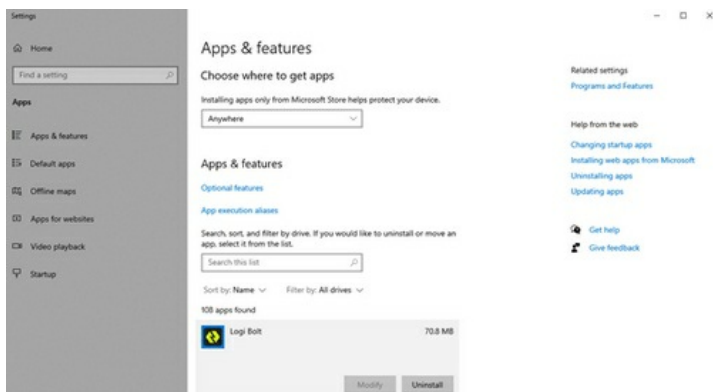 Settings
Home
Find a setting
Apps
Apps & features
Default apps
Offline maps
Apps for websites
Video playback
Startup
Apps & features
Choose where to get apps
Installing apps only from Microsoft Store helps protect your device.
Anywhere
Apps & features
Optional features
App execution aliases
Search, sort, and filter by drive. If you would like to uninstall or move an
app, select it from the list.
Search this list
Sort by: Name Filter by: All drives
108 apps found
Logi Bolt 70.8 MB
Modify Uninstall
Related settings
Programs and Features
Help from the web
Changing startup apps
Installing web apps from Microsoft
Uninstalling apps
Updating apps
Get help
Give feedback